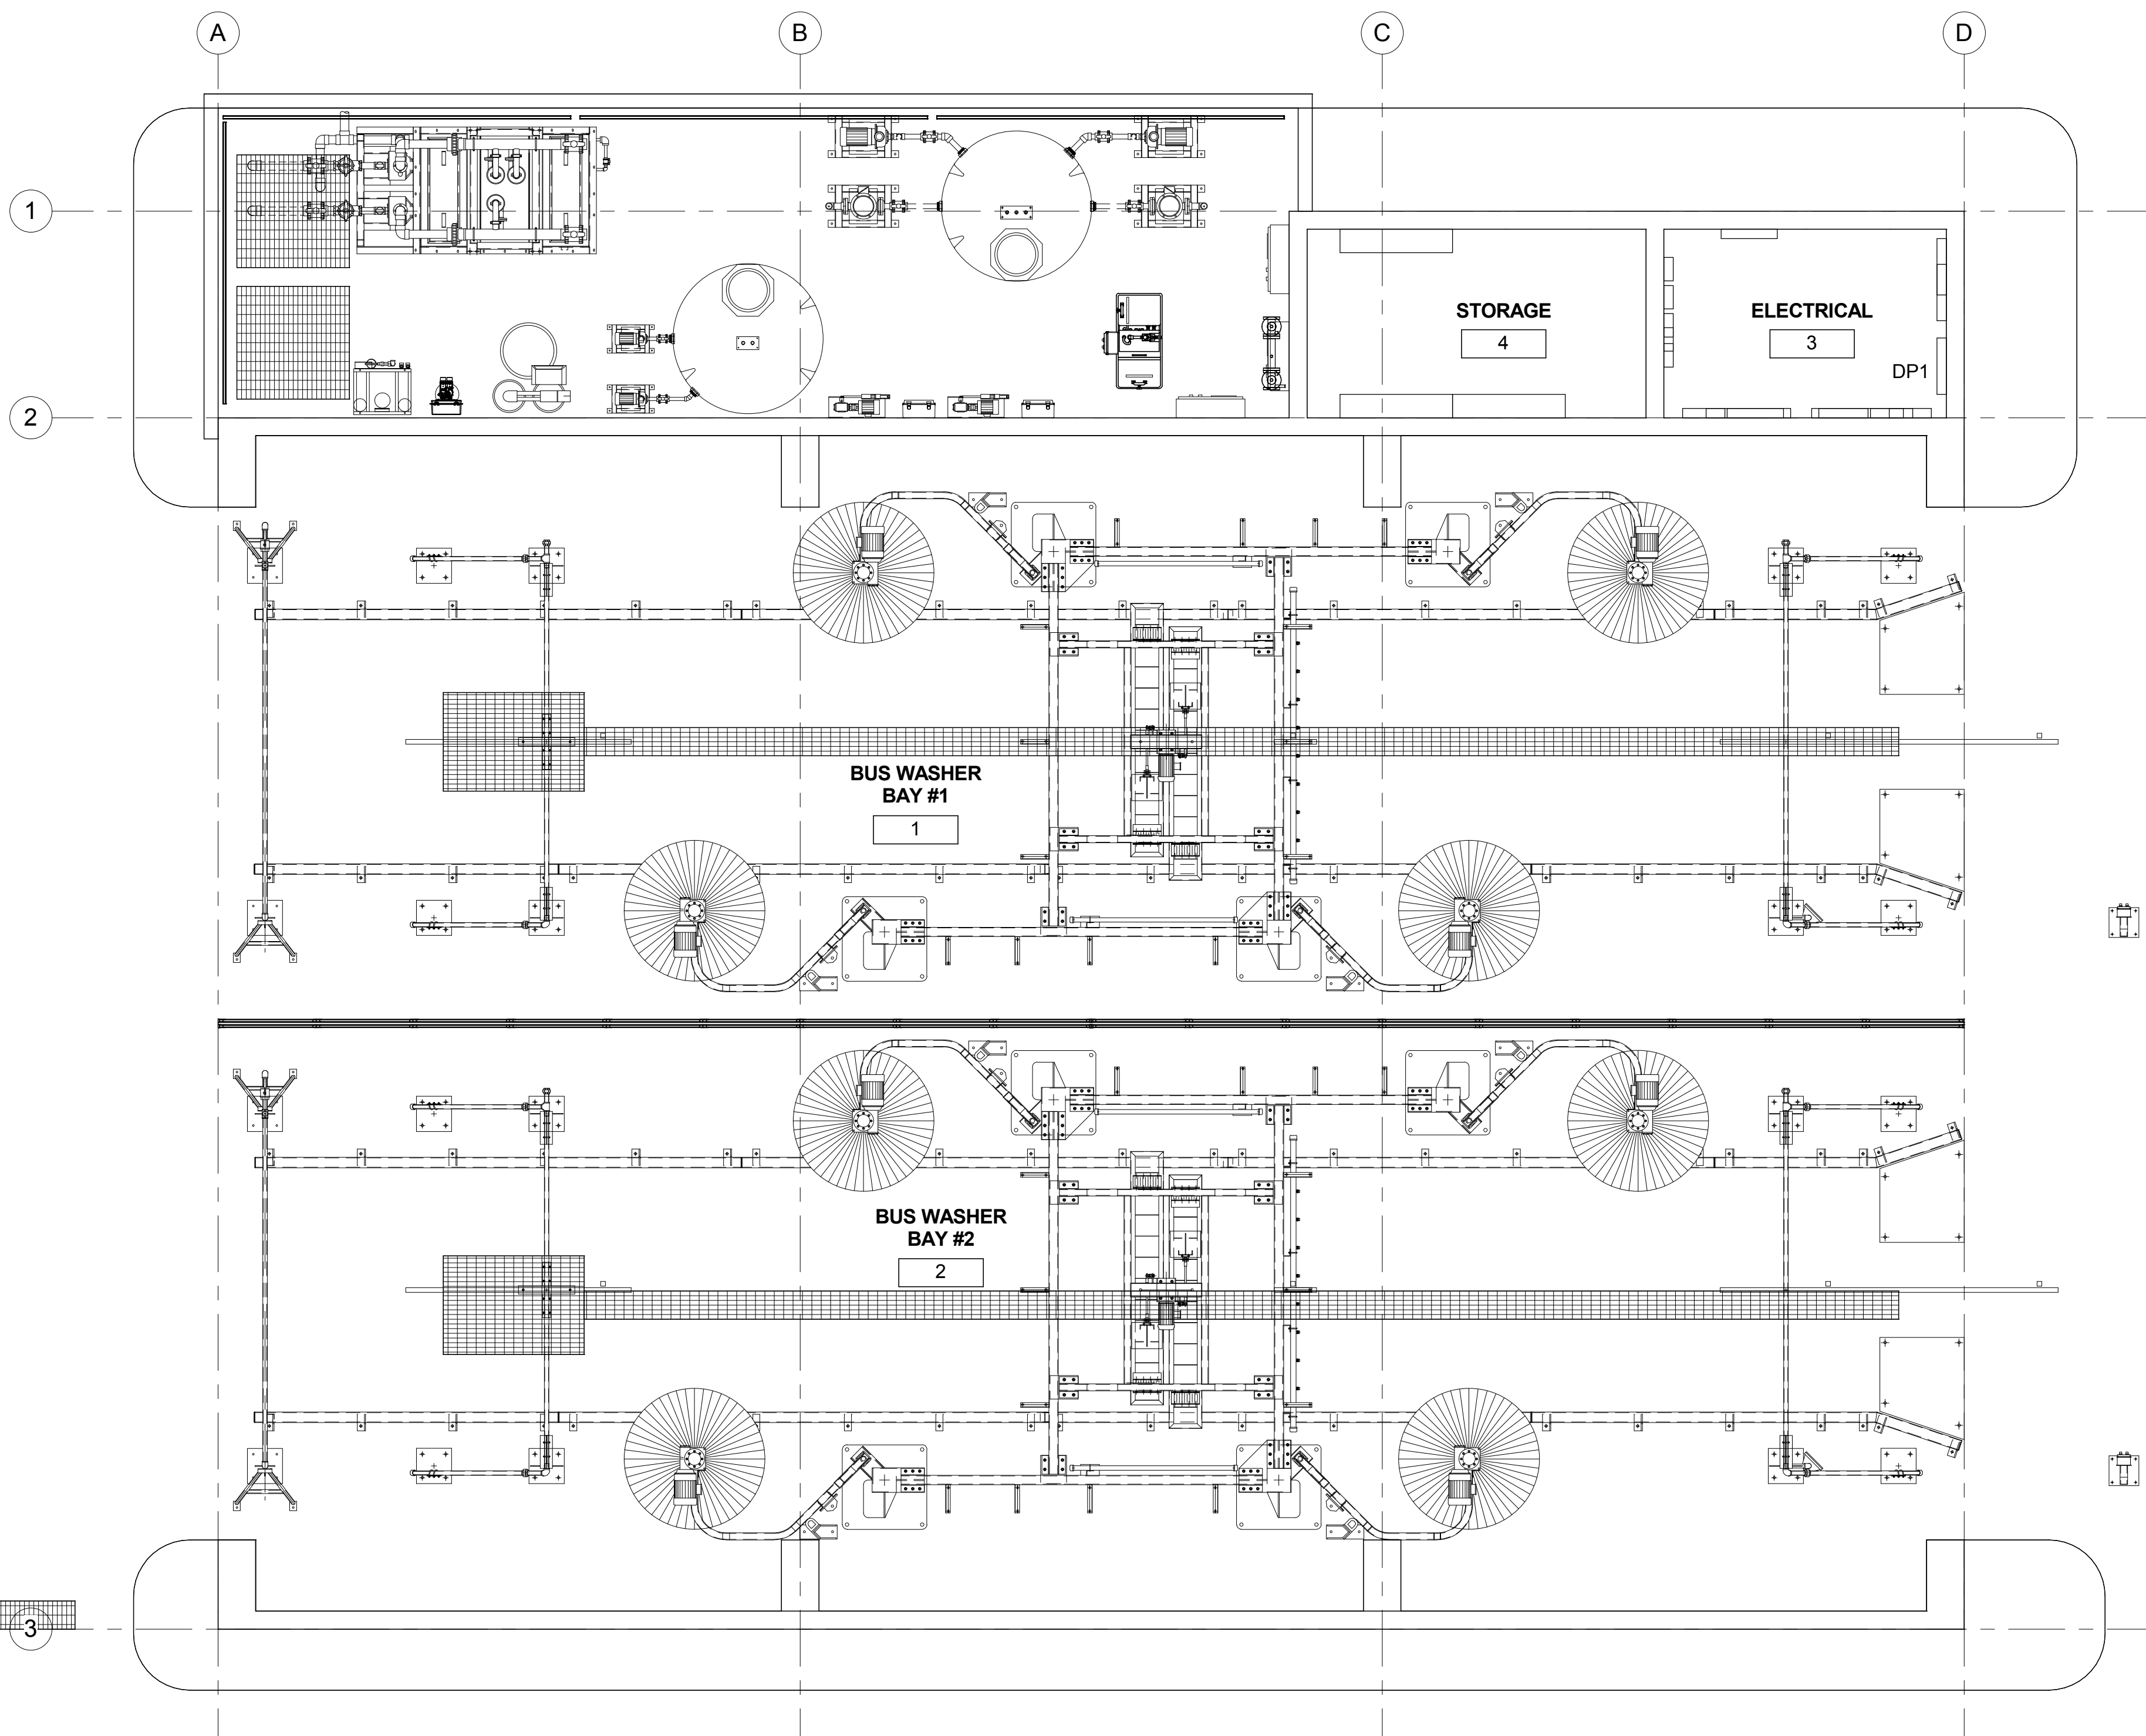 A
B
C
D
1
2
STORAGE
4
ELECTRICAL
3
DP1
BUS WASHER
BAY #1
1
BUS WASHER
BAY #2
2
3